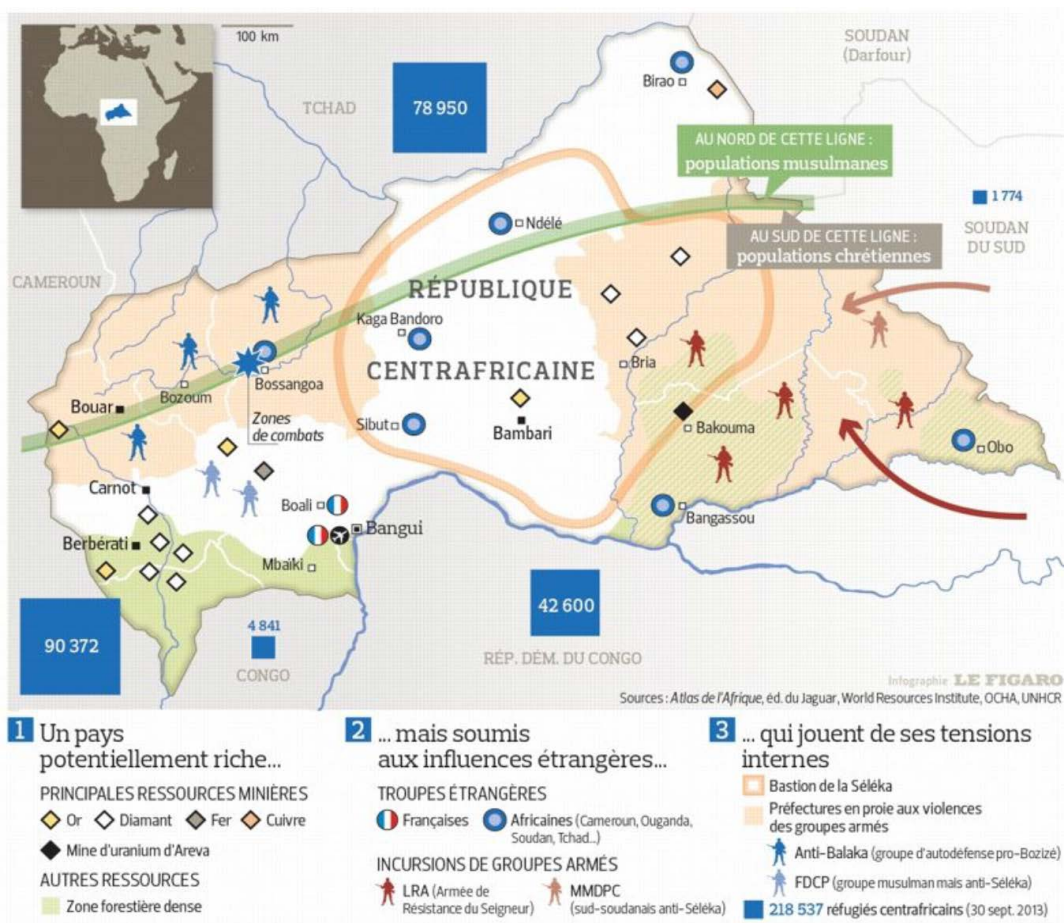 100 km
SOUDAN
(Darfour)
TCHAD
78 950
Birao
AU NORD DE CETTE LIGNE :
populations musulmanes
1 774
SOUDAN
DU SUD
AU SUD DE CETTE LIGNE :
populations chrétiennes
Ndélé
CAMEROUN
RÉPUBLIQUE
CENTRAFRICAINE
Kaga Bandoro
Bria
Bossangoa
Bozoum
Bouar
Zones
de combats
Sibut
Bambari
Bakouma
Obo
Carnot
Boali
Bangui
Bangassou
Berbérati
Mbaïki
90 372
4 841
CONGO
42 600
RÉP. DÉM. DU CONGO
Infographie LE FIGARO
Sources : Atlas de l'Afrique, éd. du Jaguar, World Resources Institute, OCHA, UNHCR
1 Un pays
potentiellement riche...
PRINCIPALES RESSOURCES MINIÈRES
Or Diamant Fer Cuivre
Mine d'uranium d'Areva
AUTRES RESSOURCES
Zone forestière dense
2 ... mais soumis
aux influences étrangères...
TROUPES ÉTRANGÈRES
Françaises Africaines (Cameroun, Ouganda,
Soudan, Tchad...)
INCURSIONS DE GROUPES ARMÉS
LRA (Armée de
Résistance du Seigneur)
MMDPC
(sud-soudanais anti-Séléka)
3 ... qui jouent de ses tensions
internes
Bastion de la Séléka
Préfectures en proie aux violences
des groupes armés
Anti-Balaka (groupe d'autodéfense pro-Bozizé)
FDCP (groupe musulman mais anti-Séléka)
218 537 réfugiés centrafricains (30 sept. 2013)